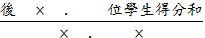 後 × . 位學生得分和
× . ×